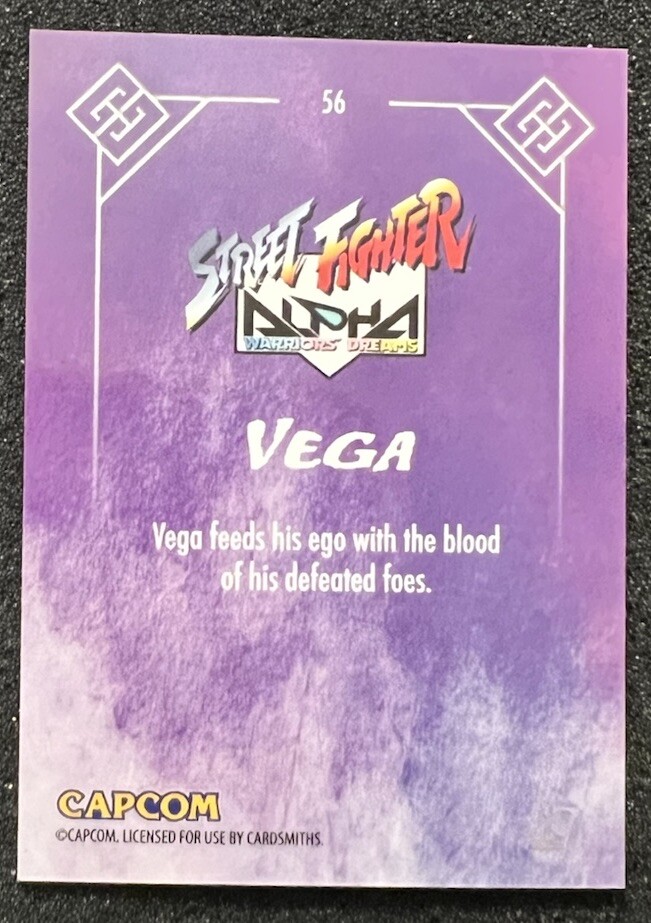 56
STREET FIGHTER
ALPHA
WARRIORS' DREAMS
VEGA
Vega feeds his ego with the blood
of his defeated foes.
CAPCOM
©CAPCOM. LICENSED FOR USE BY CARDSMITHS.